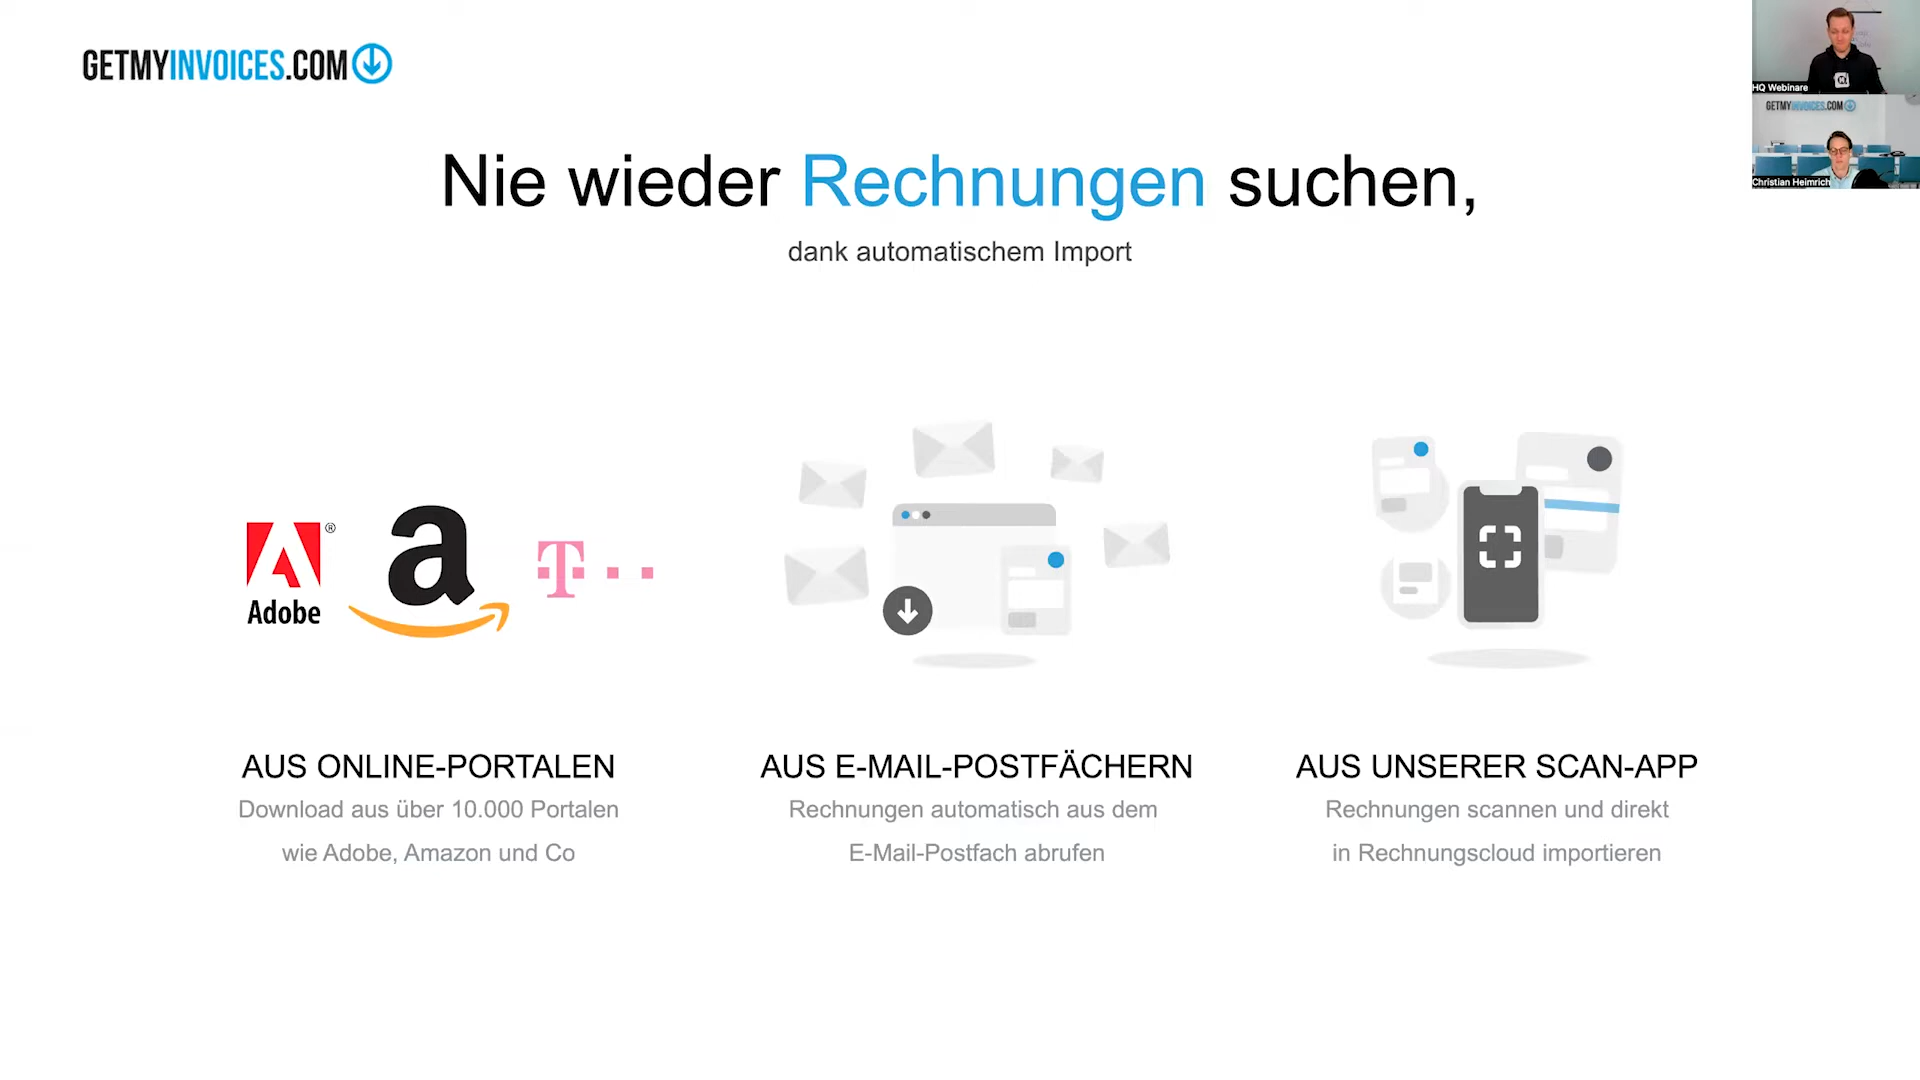 GETMYINVOICES.COM
HQ Webinare
GETMYINVOICES.COM
Christian Heimrich
Nie wieder Rechnungen suchen,
dank automatischem Import
Adobe
®
a
T
AUS ONLINE-PORTALEN
Download aus über 10.000 Portalen
wie Adobe, Amazon und Co
AUS E-MAIL-POSTFÄCHERN
Rechnungen automatisch aus dem
E-Mail-Postfach abrufen
AUS UNSERER SCAN-APP
Rechnungen scannen und direkt
in Rechnungscloud importieren